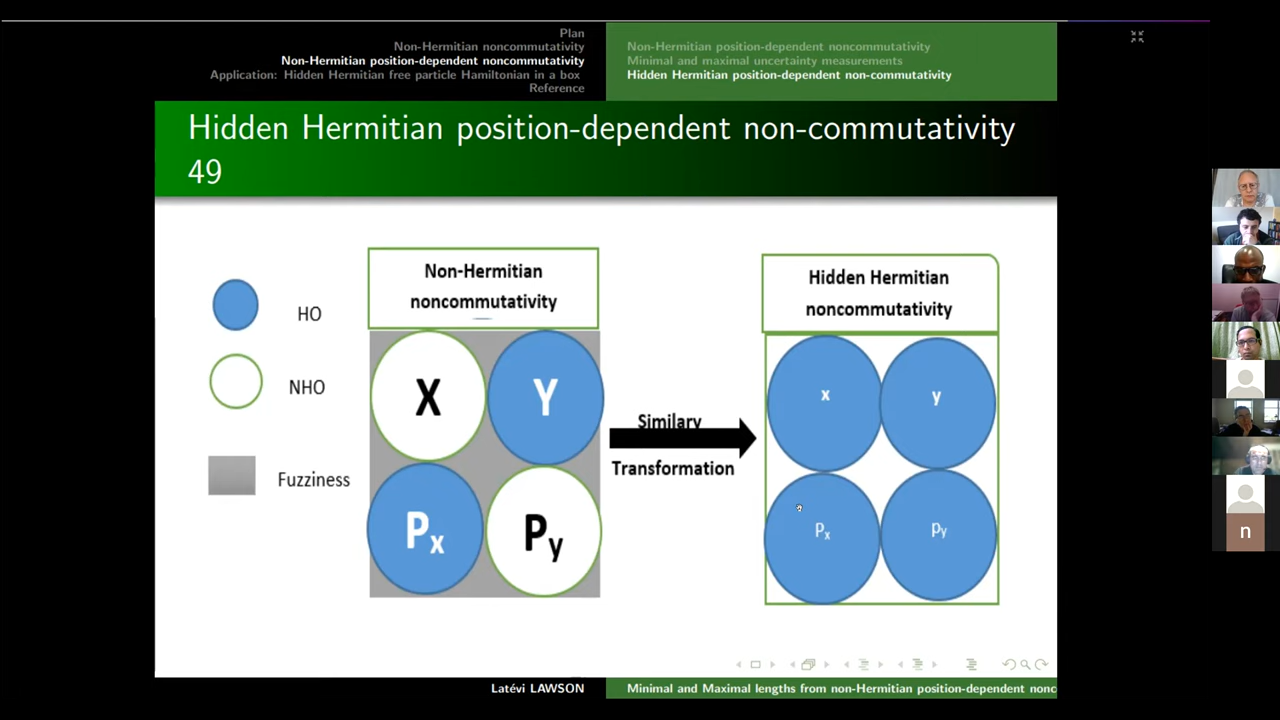 Plan
Non-Hermitian noncommutativity
Non-Hermitian position-dependent noncommutativity
Application: Hidden Hermitian free particle Hamiltonian in a box
Reference
Non-Hermitian position-dependent noncommutativity
Minimal and maximal uncertainty measurements
Hidden Hermitian position-dependent non-commutativity
Hidden Hermitian position-dependent non-commutativity
49
HO
NHO
Fuzziness
Non-Hermitian
noncommutativity
X
Y
Px
Py
Similary
Transformation
Hidden Hermitian
noncommutativity
x
y
Px
py
n
Latévi LAWSON
Minimal and Maximal lengths from non-Hermitian position-dependent nonc